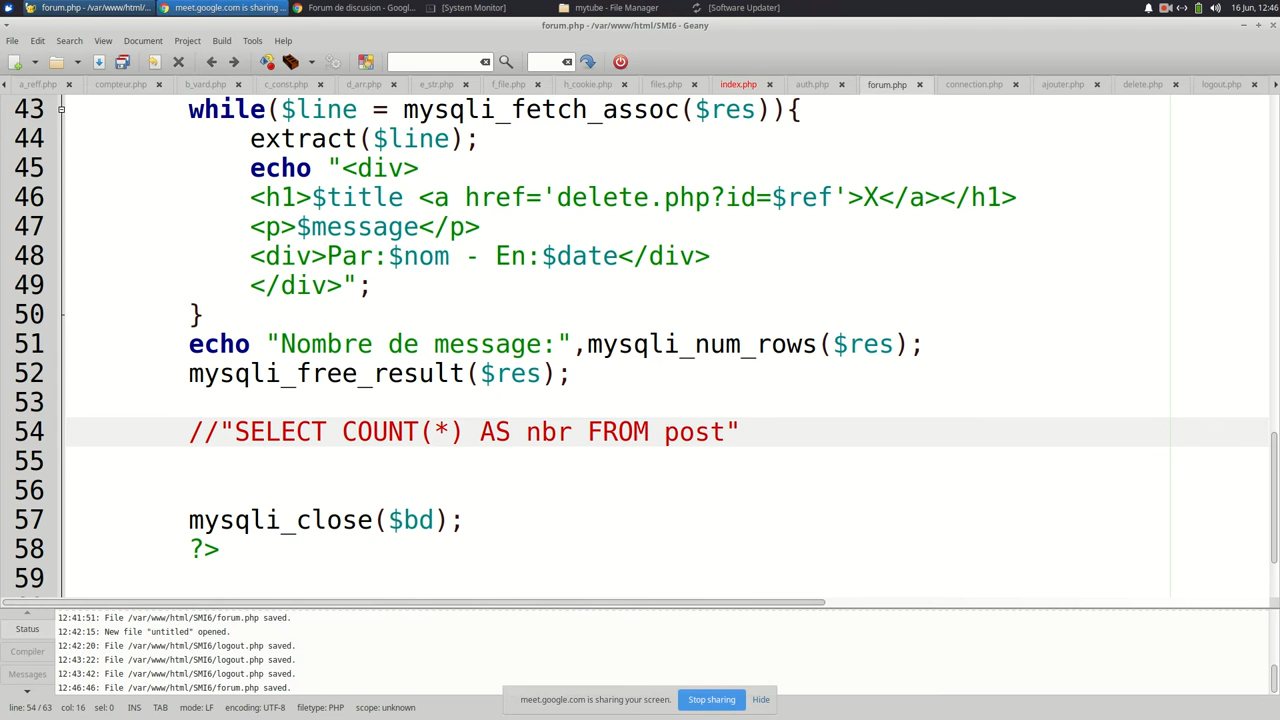 forum.php - /var/www/html/...
meet.google.com is sharing ...
Forum de discusion - Googl...
[System Monitor]
mytube - File Manager
[Software Updater]
16 Jun, 12:46
forum.php - /var/www/html/SMI6 - Geany
File Edit Search View Document Project Build Tools Help
a_reff.php compteur.php b_vard.php c_const.php d_arr.php e_str.php f_file.php h_cookie.php files.php index.php auth.php forum.php connection.php ajouter.php delete.php logout.php
43 while($line = mysqli_fetch_assoc($res)){
44 extract($line);
45 echo "<div>
46 <h1>$title <a href='delete.php?id=$ref'>X</a></h1>
47 <p>$message</p>
48 <div>Par:$nom - En:$date</div>
49 </div>";
50 }
51 echo "Nombre de message:",mysqli_num_rows($res);
52 mysqli_free_result($res);
53
54 //"SELECT COUNT(*) AS nbr FROM post"
55
56
57 mysqli_close($bd);
58 ?>
59
Status
Compiler
Messages
12:41:51: File /var/www/html/SMI6/forum.php saved.
12:42:15: New file "untitled" opened.
12:42:20: File /var/www/html/SMI6/logout.php saved.
12:43:22: File /var/www/html/SMI6/logout.php saved.
12:43:42: File /var/www/html/SMI6/logout.php saved.
12:46:46: File /var/www/html/SMI6/forum.php saved.
meet.google.com is sharing your screen. Stop sharing Hide
54 / 63 col: 16 sel: 0 INS TAB mode: LF encoding: UTF-8 filetype: PHP scope: unknown